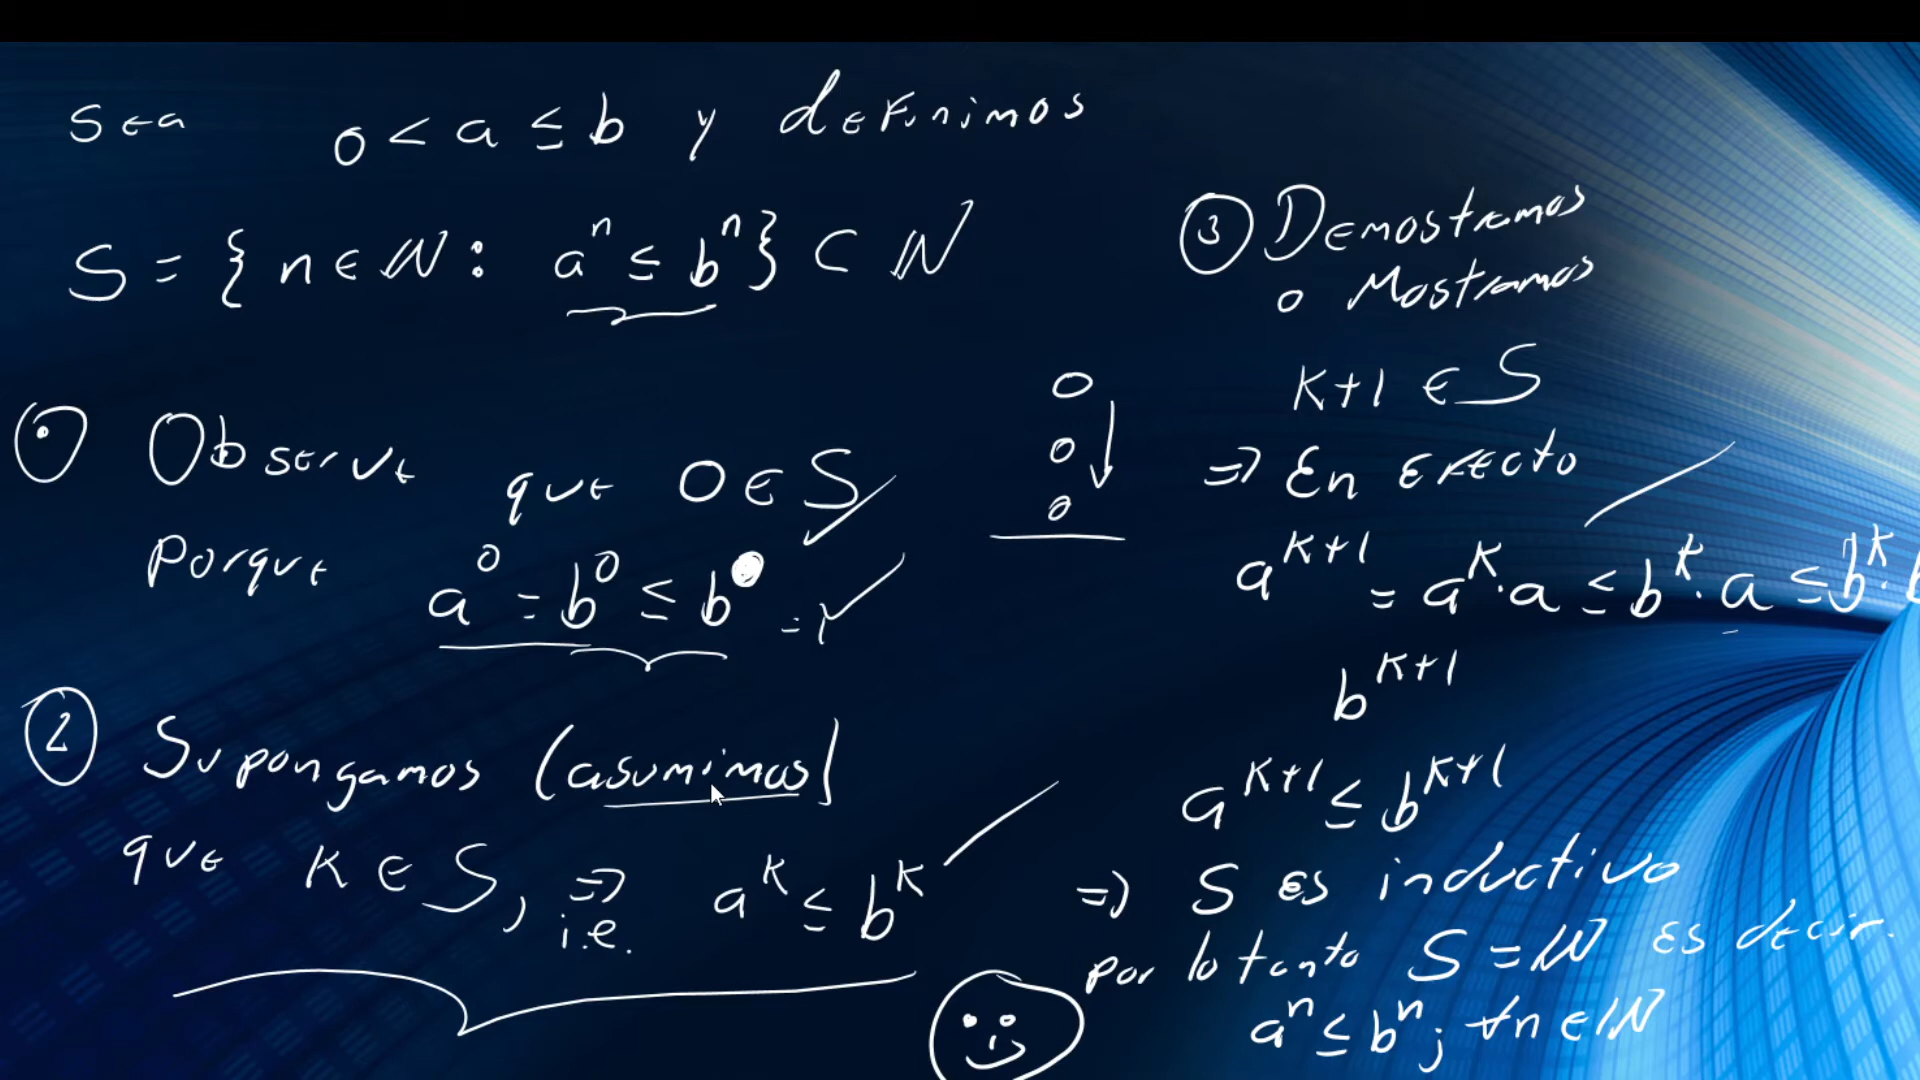 Sea 0 < a ≤ b y definimos
S = { n ∈ ℕ : aⁿ ≤ bⁿ } ⊂ ℕ
Observe que 0 ∈ S
porque a⁰ = b⁰ ≤ b⁰ = 1
② Supongamos (asumimos)
que k ∈ S, ⇒ aᵏ ≤ bᵏ
i.e.
③ Demostramos
o Mostramos
k+1 ∈ S
⇒ En efecto
aᵏ⁺¹ = aᵏ · a ≤ bᵏ · a ≤ bᵏ · b
bᵏ⁺¹
aᵏ⁺¹ ≤ bᵏ⁺¹
⇒ S es inductivo
por lo tanto S = ℕ es decir.
aⁿ ≤ bⁿ ; ∀n ∈ ℕ